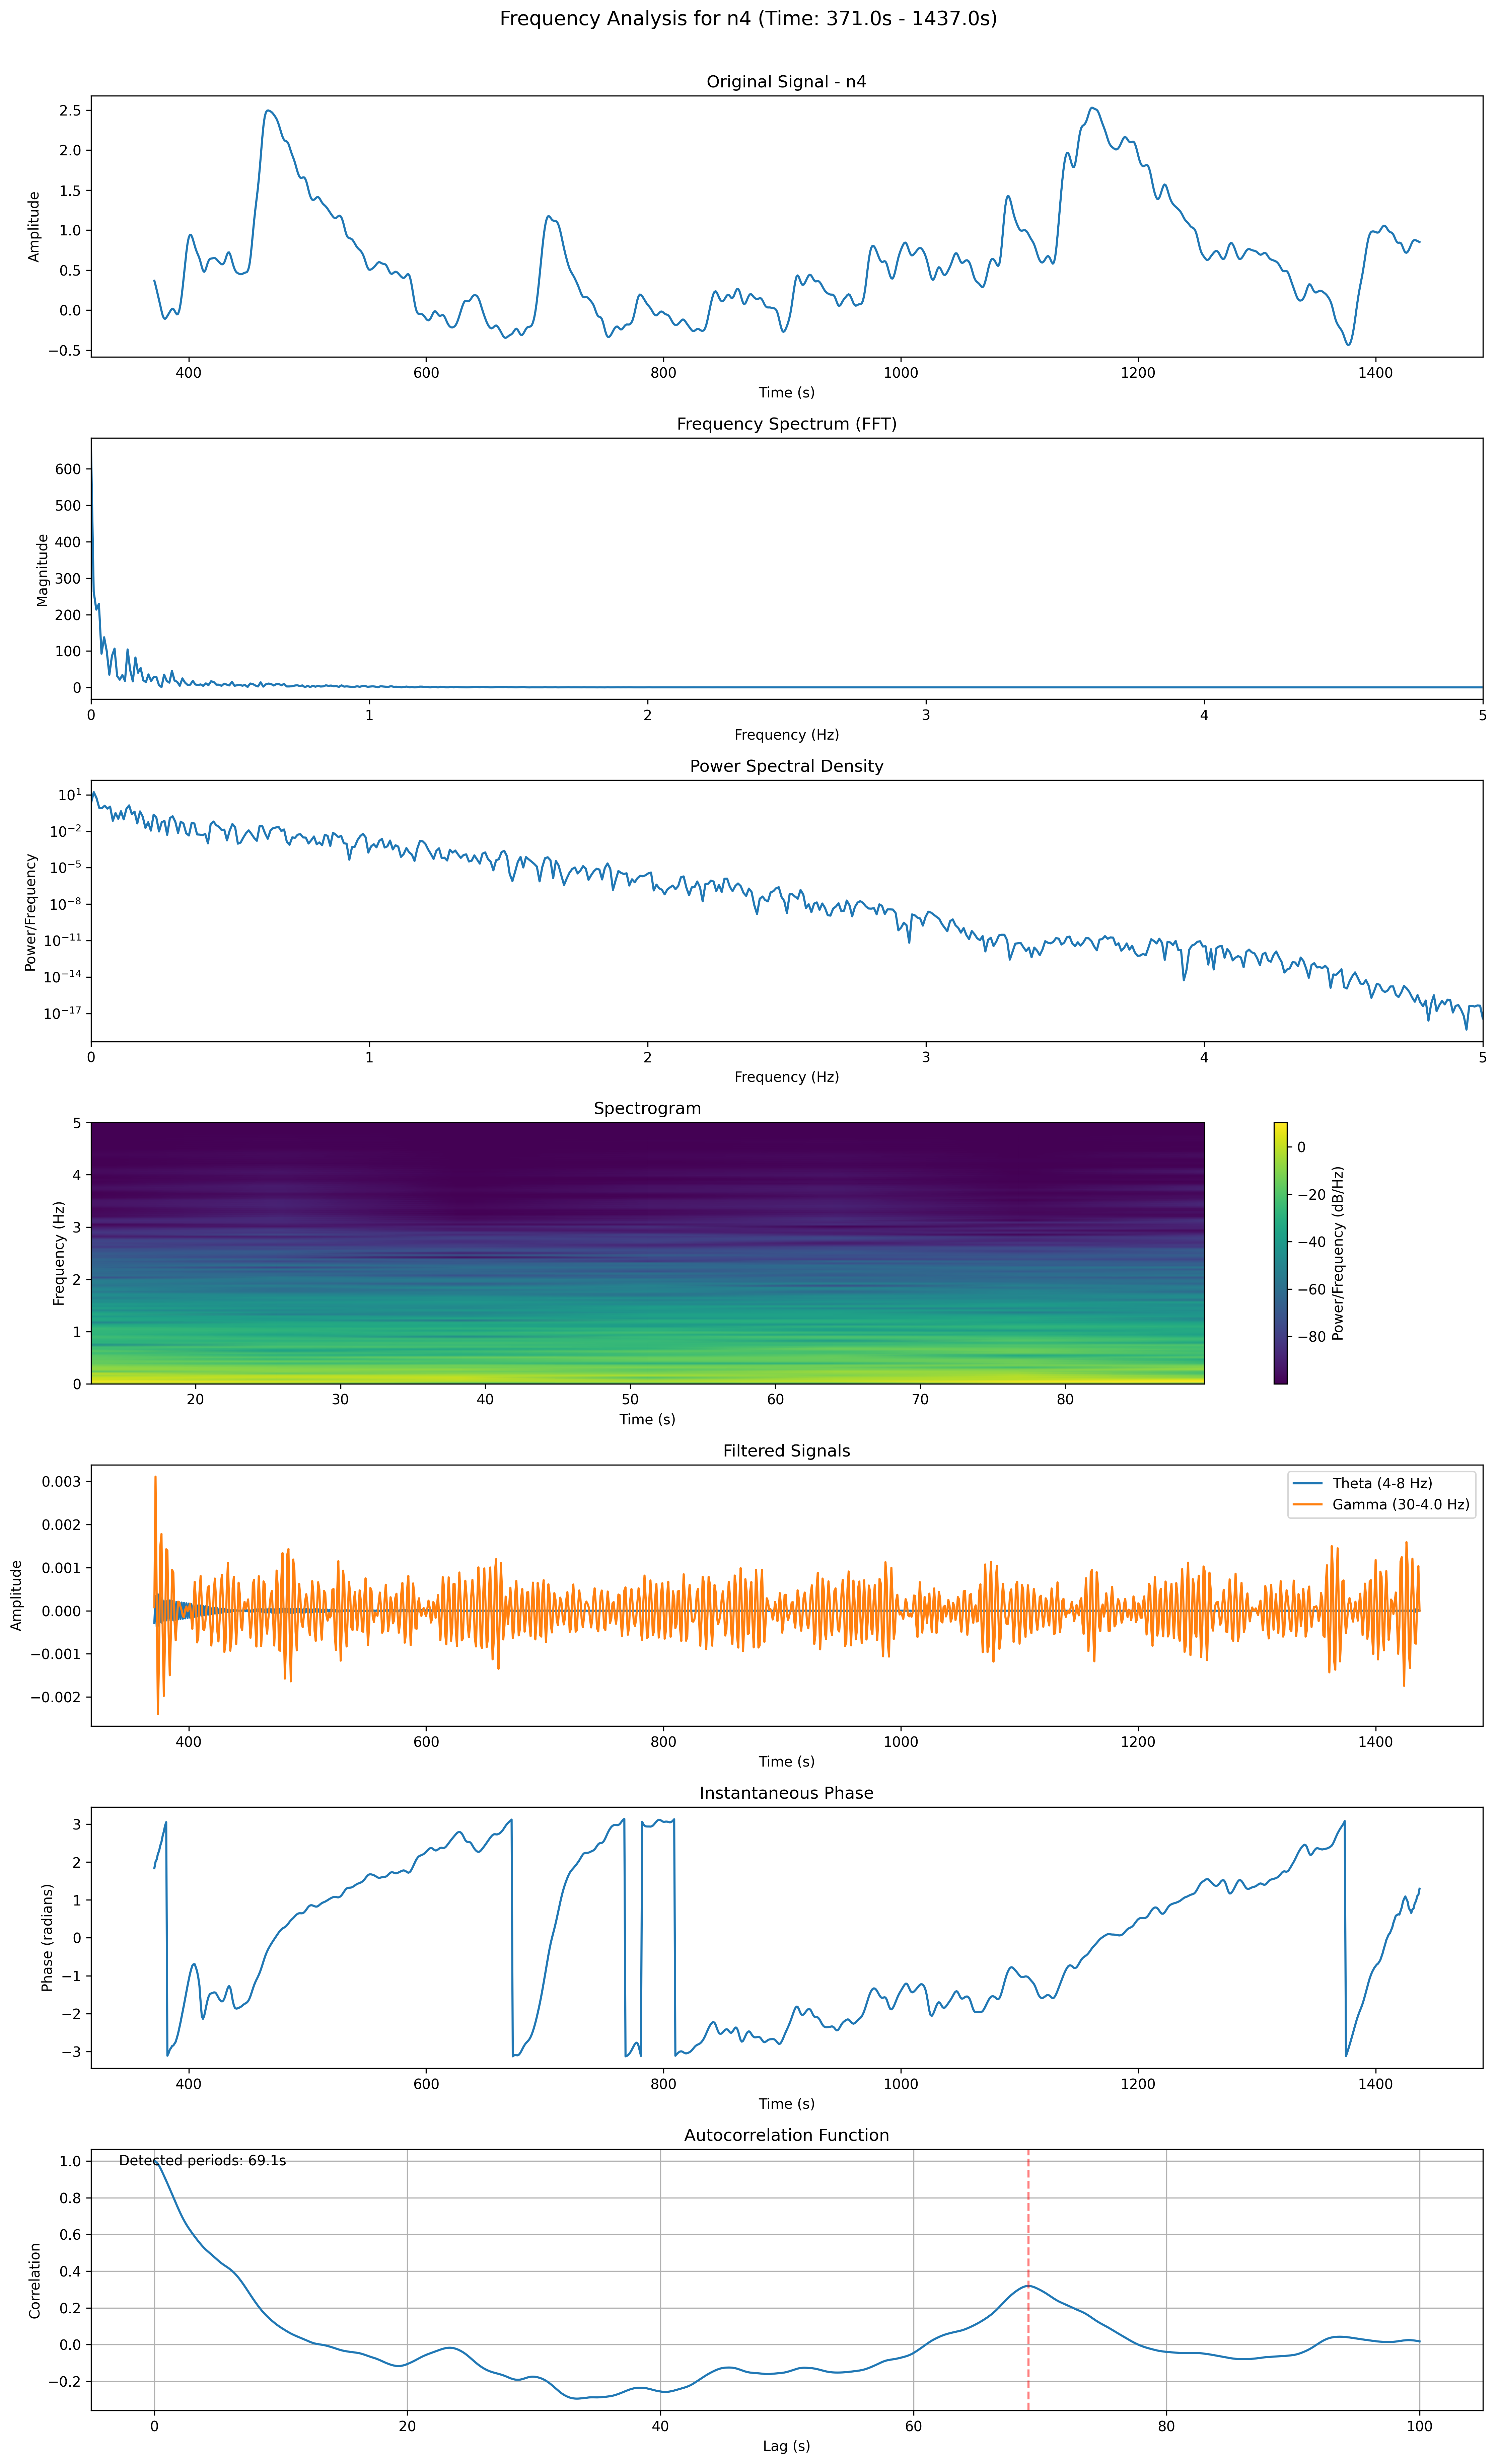 Frequency Analysis for n4 (Time: 371.0s - 1437.0s)
Original Signal - n4
Amplitude
2.5
2.0
1.5
1.0
0.5
0.0
−0.5
400 600 800 1000 1200 1400
Time (s)
Frequency Spectrum (FFT)
Magnitude
600
500
400
300
200
100
0
0 1 2 3 4 5
Frequency (Hz)
Power Spectral Density
Power/Frequency
10¹
10⁻²
10⁻⁵
10⁻⁸
10⁻¹¹
10⁻¹⁴
10⁻¹⁷
0 1 2 3 4 5
Frequency (Hz)
Spectrogram
Frequency (Hz)
5
4
3
2
1
0
20 30 40 50 60 70 80
Time (s)
0
−20
−40
−60
−80
Power/Frequency (dB/Hz)
Filtered Signals
Amplitude
0.003
0.002
0.001
0.000
−0.001
−0.002
Theta (4-8 Hz)
Gamma (30-4.0 Hz)
400 600 800 1000 1200 1400
Time (s)
Instantaneous Phase
Phase (radians)
3
2
1
0
−1
−2
−3
400 600 800 1000 1200 1400
Time (s)
Autocorrelation Function
Detected periods: 69.1s
Correlation
1.0
0.8
0.6
0.4
0.2
0.0
−0.2
0 20 40 60 80 100
Lag (s)